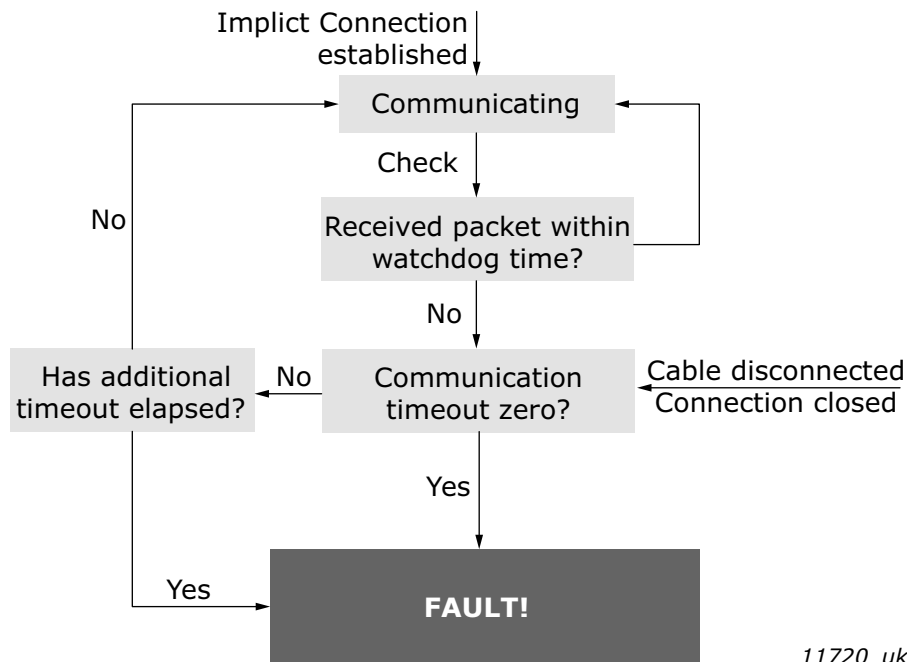 Implict Connection
established
Communicating
Check
No
Received packet within
watchdog time?
No
Has additional
timeout elapsed?
No
Communication
timeout zero?
Cable disconnected
Connection closed
Yes
Yes
FAULT!
11720_uk